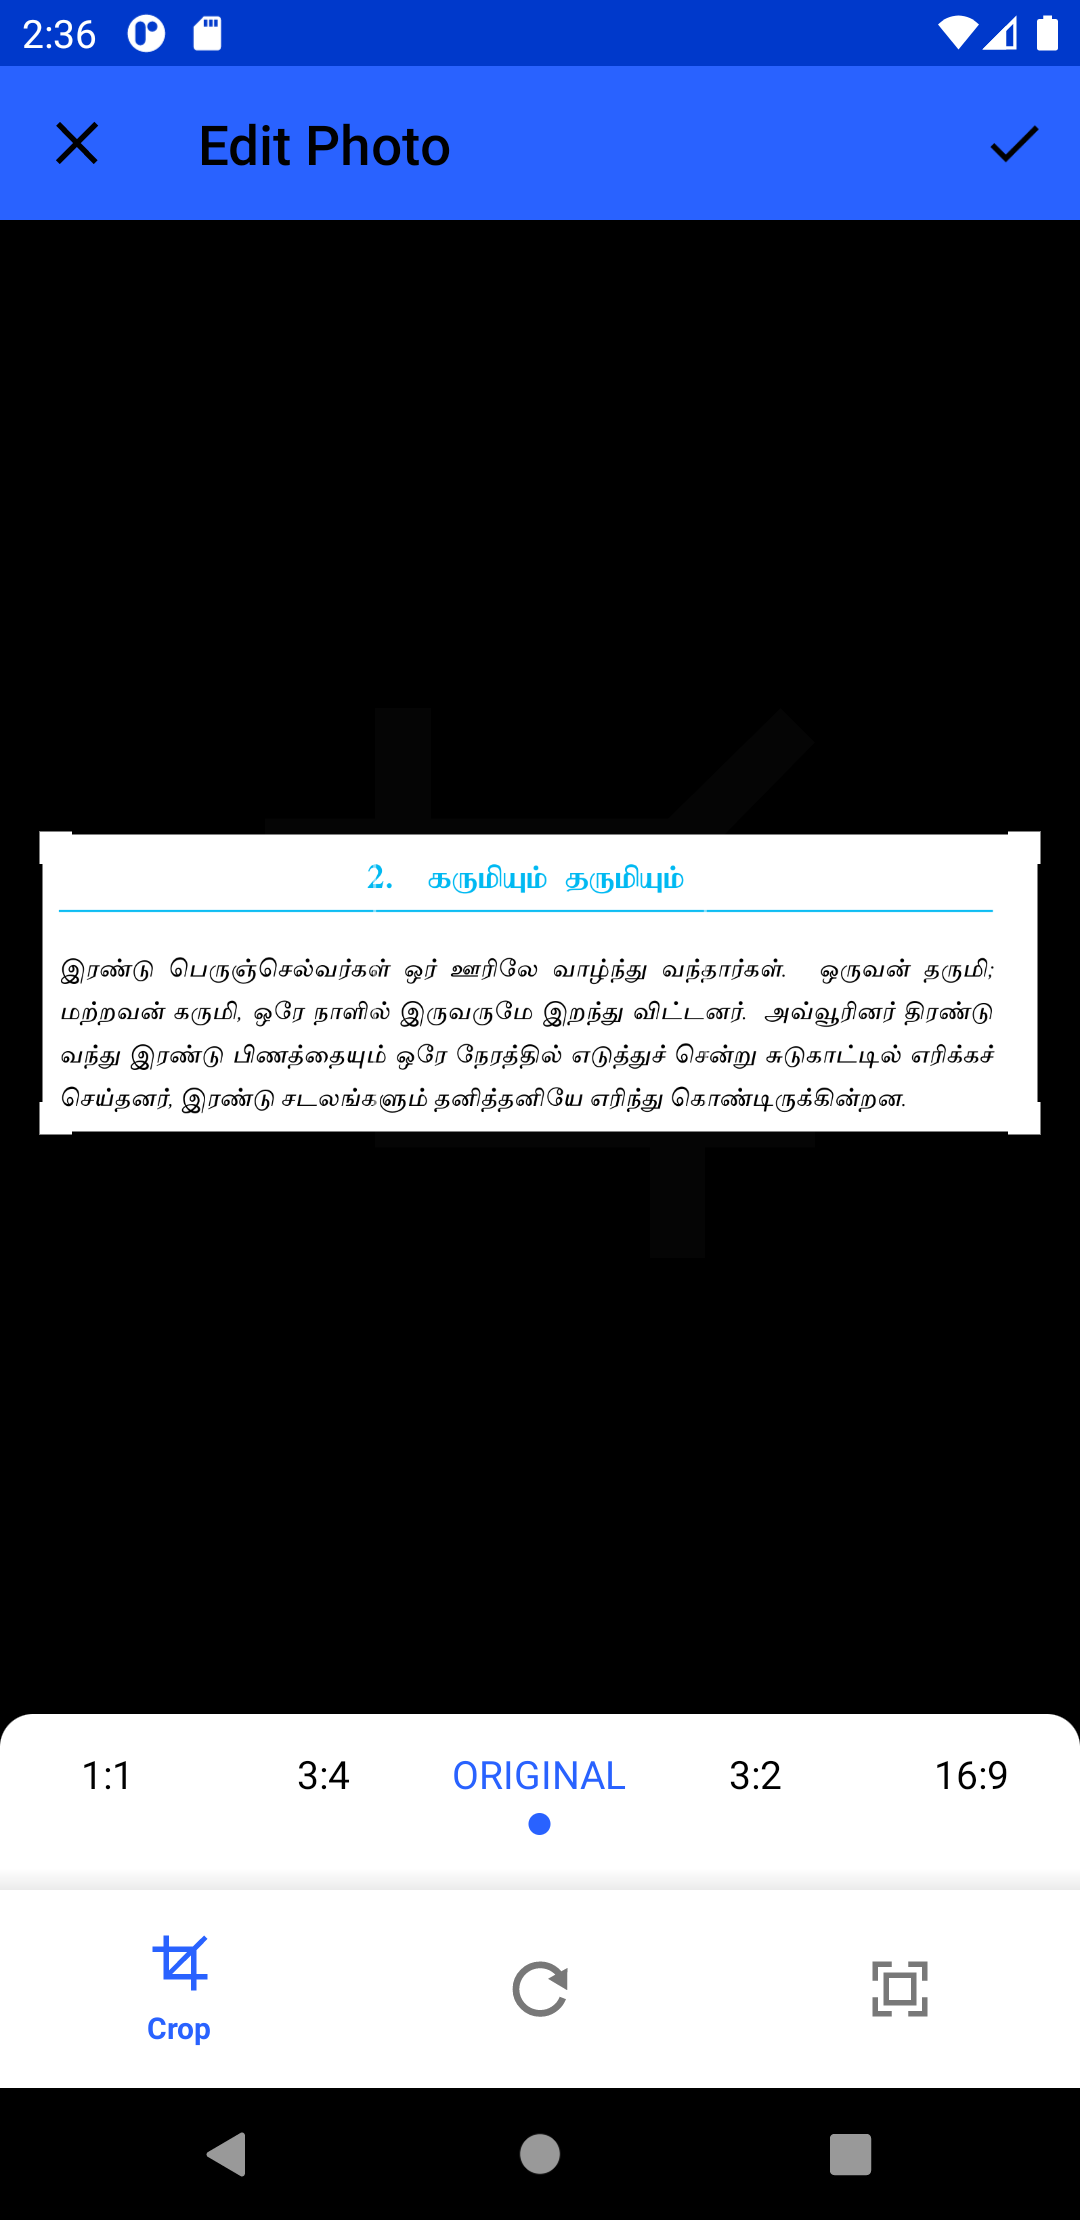 2:36
Edit Photo
2. கருமியும் தருமியும்
இரண்டு பெருஞ்செல்வர்கள் ஒர் ஊரிலே வாழ்ந்து வந்தார்கள். ஒருவன் தருமி;
மற்றவன் கருமி, ஒரே நாளில் இருவருமே இறந்து விட்டனர். அவ்வூரினர் திரண்டு
வந்து இரண்டு பிணத்தையும் ஒரே நேரத்தில் எடுத்துச் சென்று சுடுகாட்டில் எரிக்கச்
செய்தனர், இரண்டு சடலங்களும் தனித்தனியே எரிந்து கொண்டிருக்கின்றன.
1:1 3:4 ORIGINAL 3:2 16:9
Crop